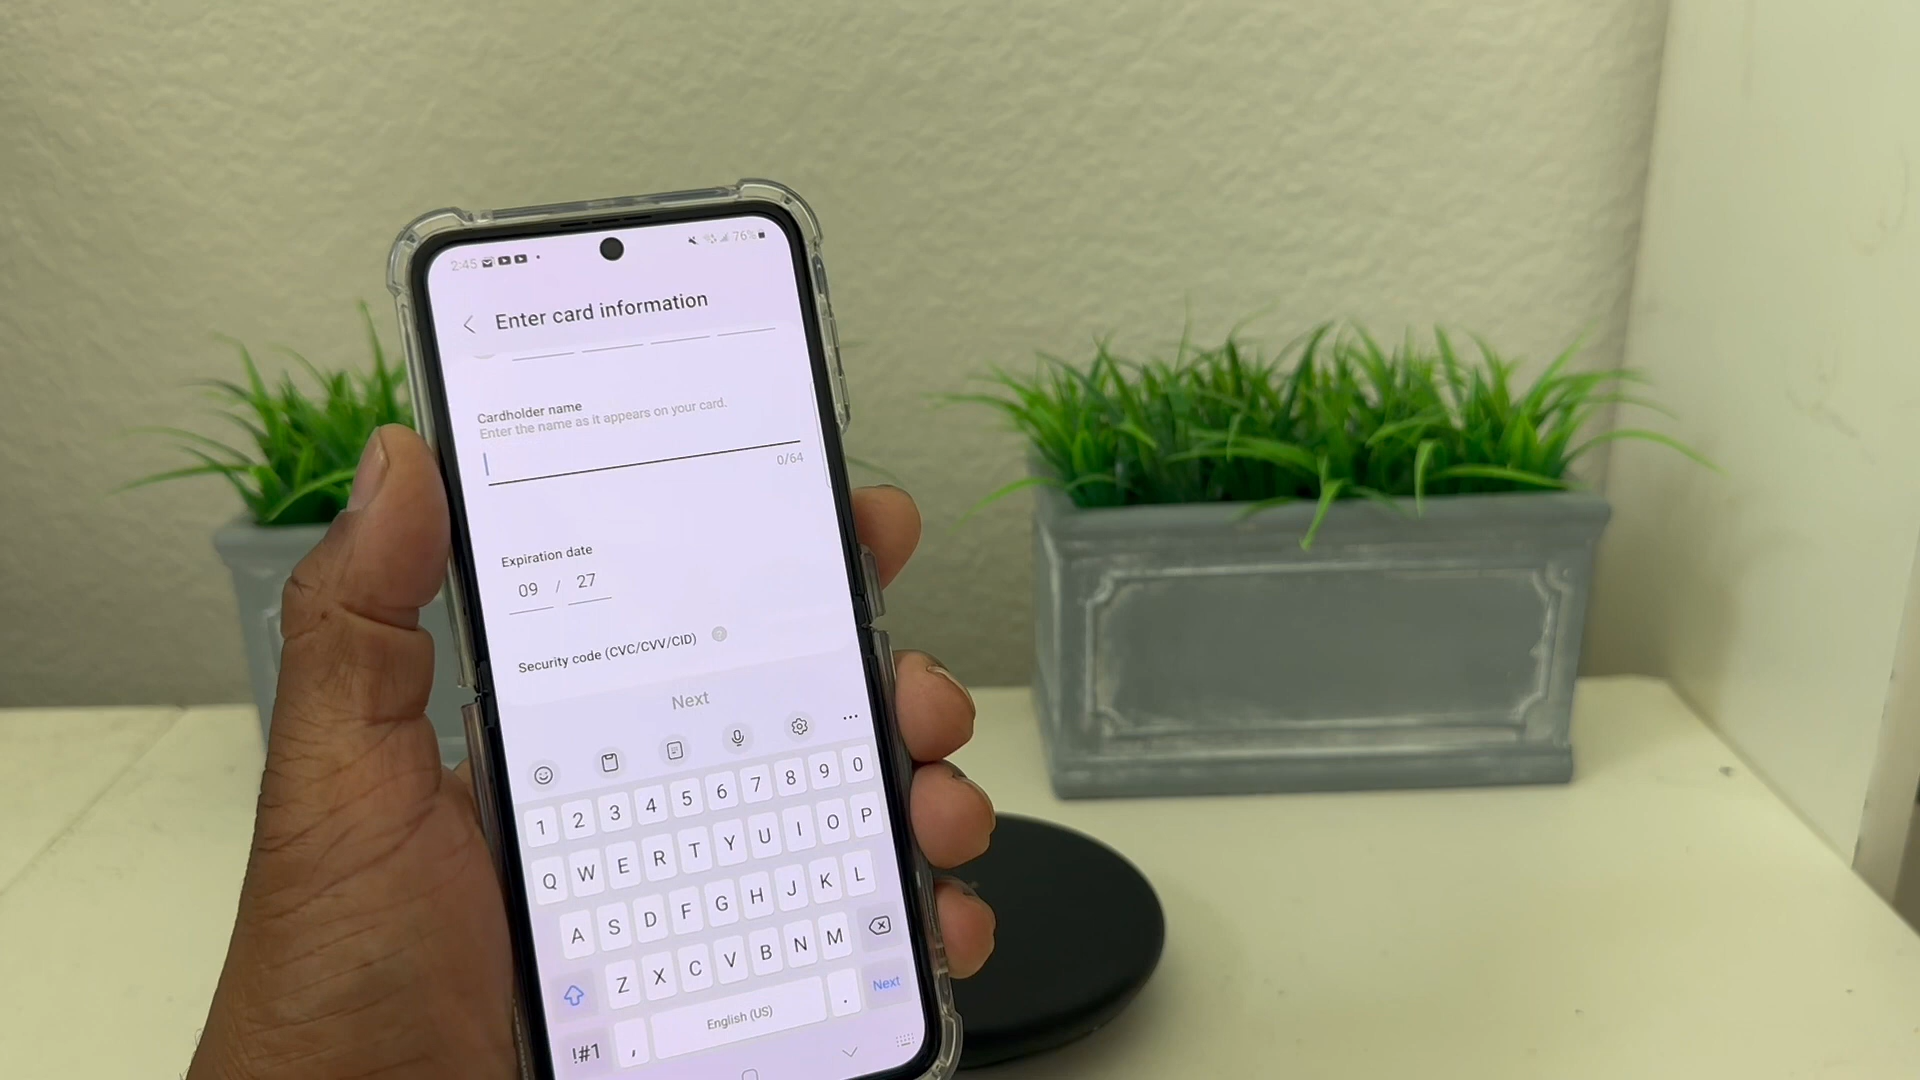 2:45 76%
Enter card information
Cardholder name
Enter the name as it appears on your card.
0/64
Expiration date
09 / 27
Security code (CVC/CVV/CID) ?
Next
1 2 3 4 5 6 7 8 9 0
Q W E R T Y U I O P
A S D F G H J K L
Z X C V B N M
!#1 , English (US) . Next